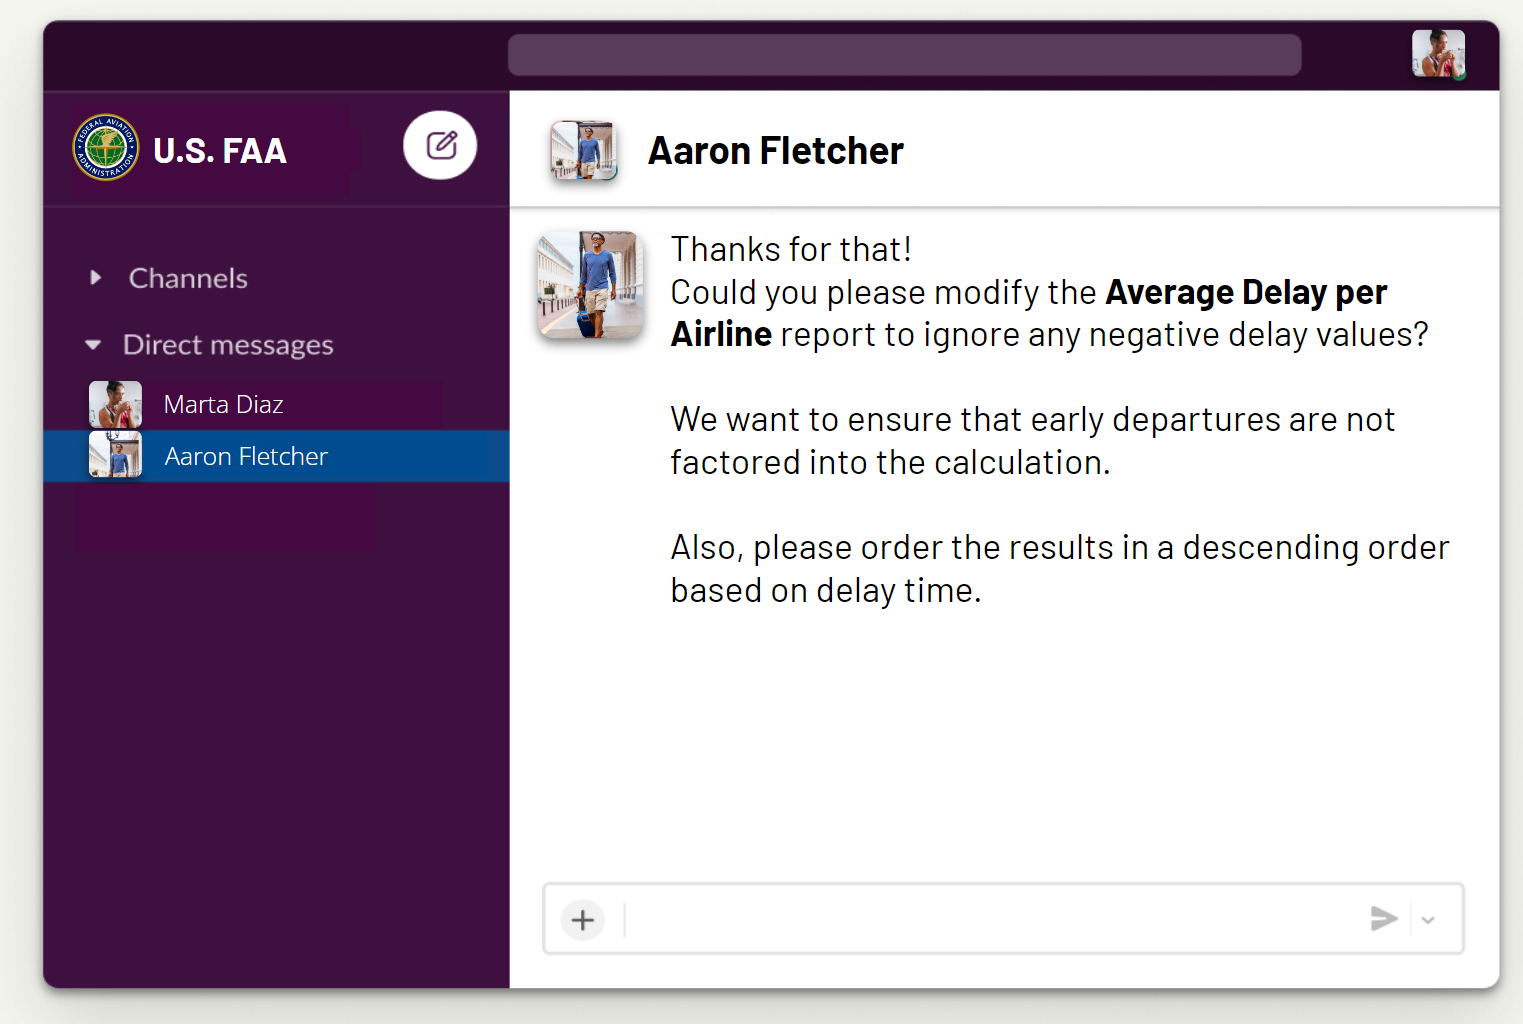 FEDERAL AVIATION
ADMINISTRATION
U.S. FAA
Channels
Direct messages
Marta Diaz
Aaron Fletcher
Aaron Fletcher
Thanks for that!
Could you please modify the Average Delay per
Airline report to ignore any negative delay values?
We want to ensure that early departures are not
factored into the calculation.
Also, please order the results in a descending order
based on delay time.